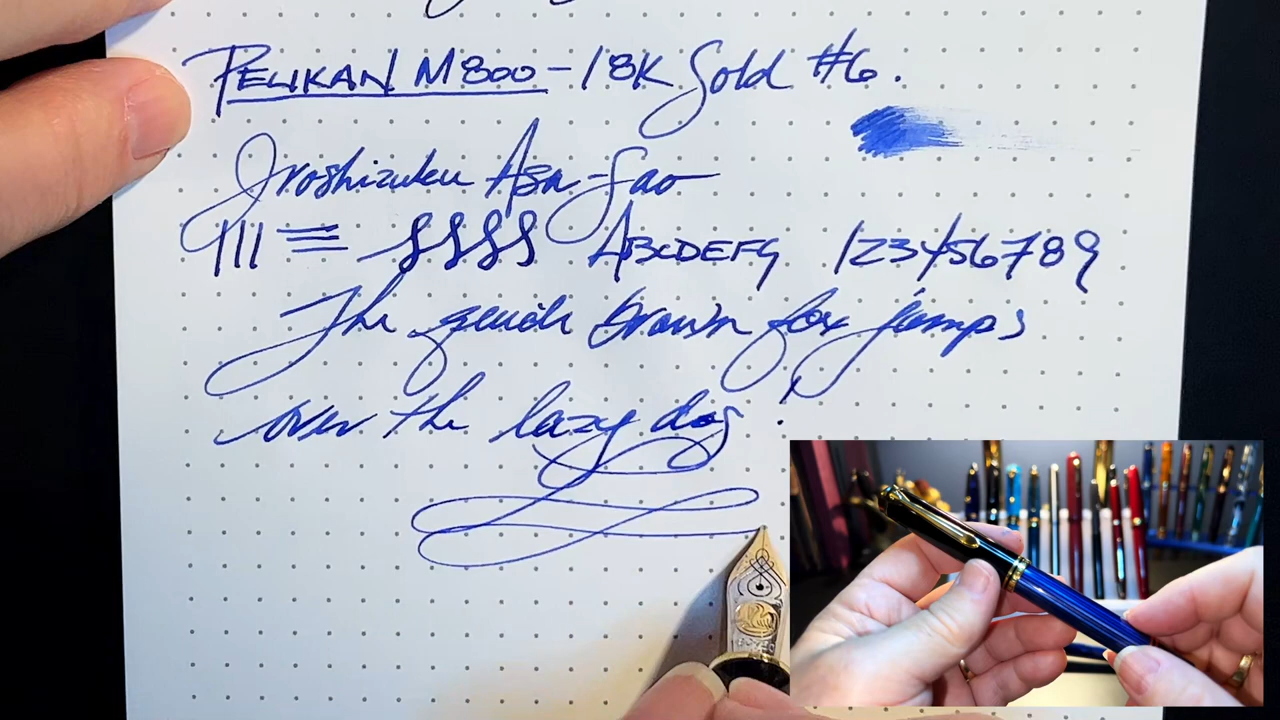 PELIKAN M800 - 18K Gold #6.
Iroshizuku Asa-Gao
ABCDEFG 123456789
The quick brown fox jumps
over the lazy dog!